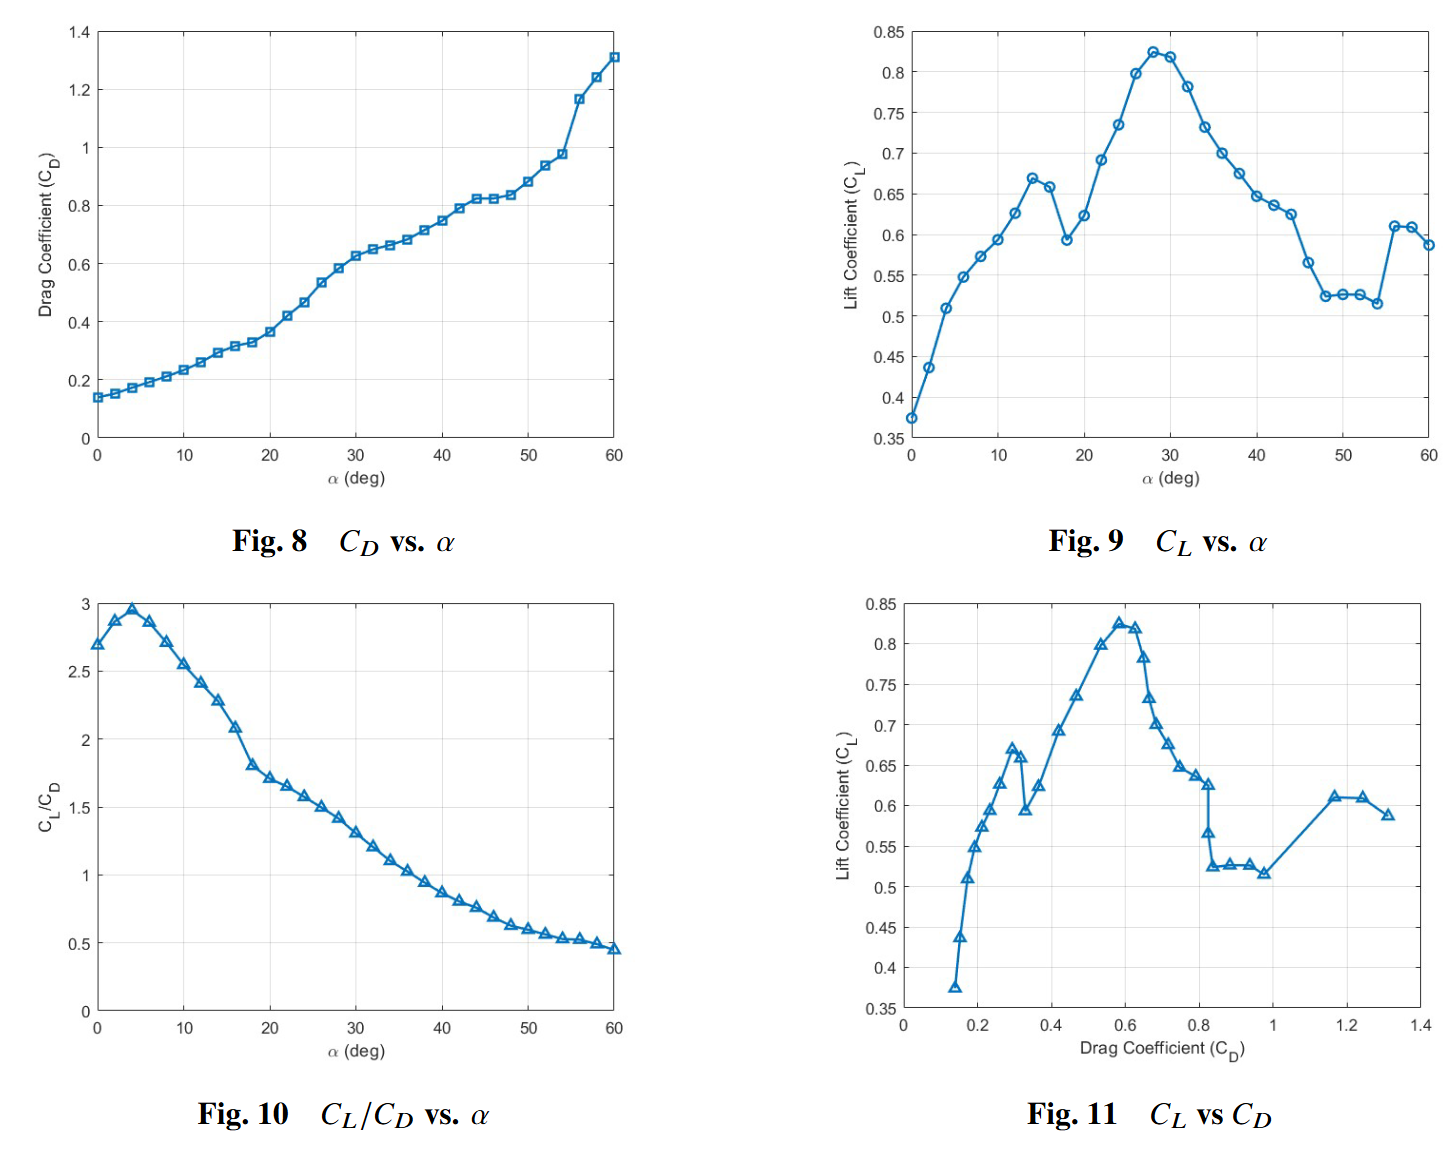 1.4
1.2
1
0.8
0.6
0.4
0.2
0
Drag Coefficient (C_D)
0 10 20 30 40 50 60
α (deg)
Fig. 8 C_D vs. α
0.85
0.8
0.75
0.7
0.65
0.6
0.55
0.5
0.45
0.4
0.35
Lift Coefficient (C_L)
0 10 20 30 40 50 60
α (deg)
Fig. 9 C_L vs. α
3
2.5
2
1.5
1
0.5
0
C_L/C_D
0 10 20 30 40 50 60
α (deg)
Fig. 10 C_L/C_D vs. α
0.85
0.8
0.75
0.7
0.65
0.6
0.55
0.5
0.45
0.4
0.35
Lift Coefficient (C_L)
0 0.2 0.4 0.6 0.8 1 1.2 1.4
Drag Coefficient (C_D)
Fig. 11 C_L vs C_D